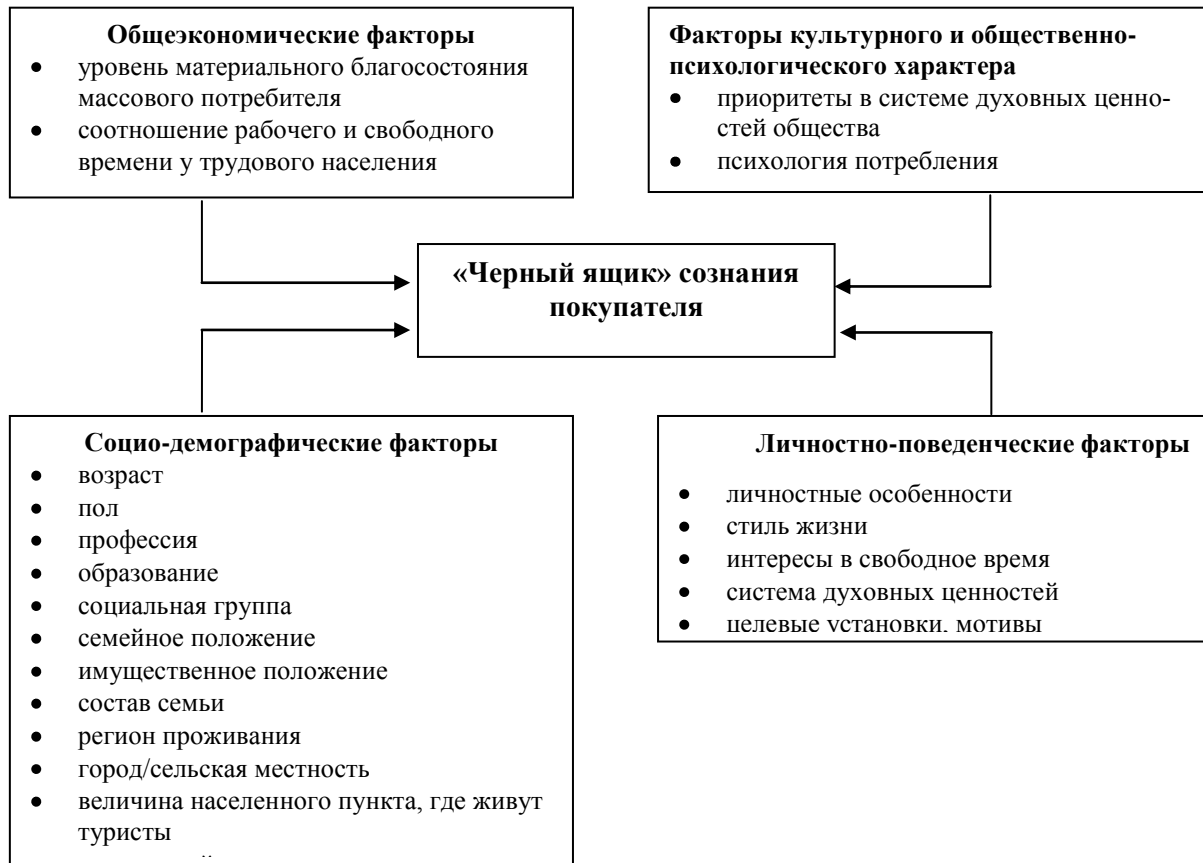 Общеэкономические факторы
• уровень материального благосостояния
массового потребителя
• соотношение рабочего и свободного
времени у трудового населения
Факторы культурного и общественно-
психологического характера
• приоритеты в системе духовных ценно-
стей общества
• психология потребления
«Черный ящик» сознания
покупателя
Социо-демографические факторы
• возраст
• пол
• профессия
• образование
• социальная группа
• семейное положение
• имущественное положение
• состав семьи
• регион проживания
• город/сельская местность
• величина населенного пункта, где живут
туристы
Личностно-поведенческие факторы
• личностные особенности
• стиль жизни
• интересы в свободное время
• система духовных ценностей
• целевые установки, мотивы